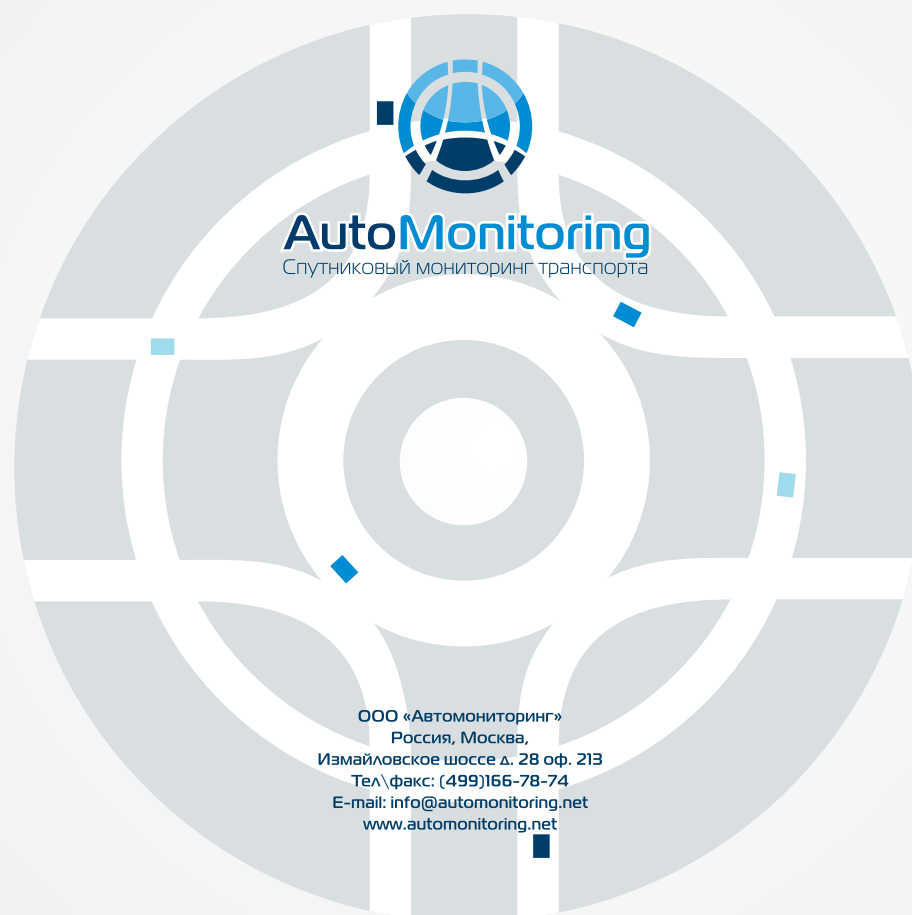 AutoMonitoring
Спутниковый мониторинг транспорта
ООО «Автомониторинг»
Россия, Москва,
Измайловское шоссе д. 28 оф. 213
Тел\факс: (499)166-78-74
E-mail: info@automonitoring.net
www.automonitoring.net